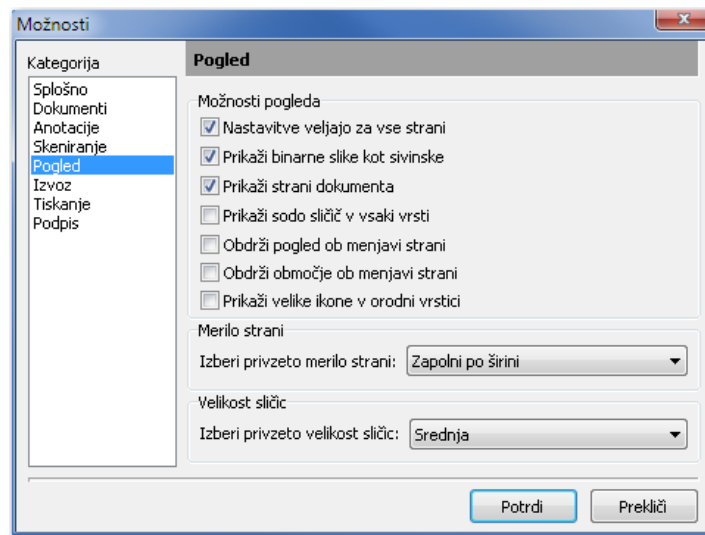 Možnosti
Kategorija
Splošno
Dokumenti
Anotacije
Skeniranje
Pogled
Izvoz
Tiskanje
Podpis
Pogled
Možnosti pogleda
Nastavitve veljajo za vse strani
Prikaži binarne slike kot sivinske
Prikaži strani dokumenta
Prikaži sodo sličič v vsaki vrsti
Obdrži pogled ob menjavi strani
Obdrži območje ob menjavi strani
Prikaži velike ikone v orodni vrstici
Merilo strani
Izberi privzeto merilo strani: Zapolni po širini
Velikost sličic
Izberi privzeto velikost sličic: Srednja
Potrdi Prekliči